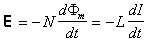 E = −N dΦₘ/dt = −L dI/dt